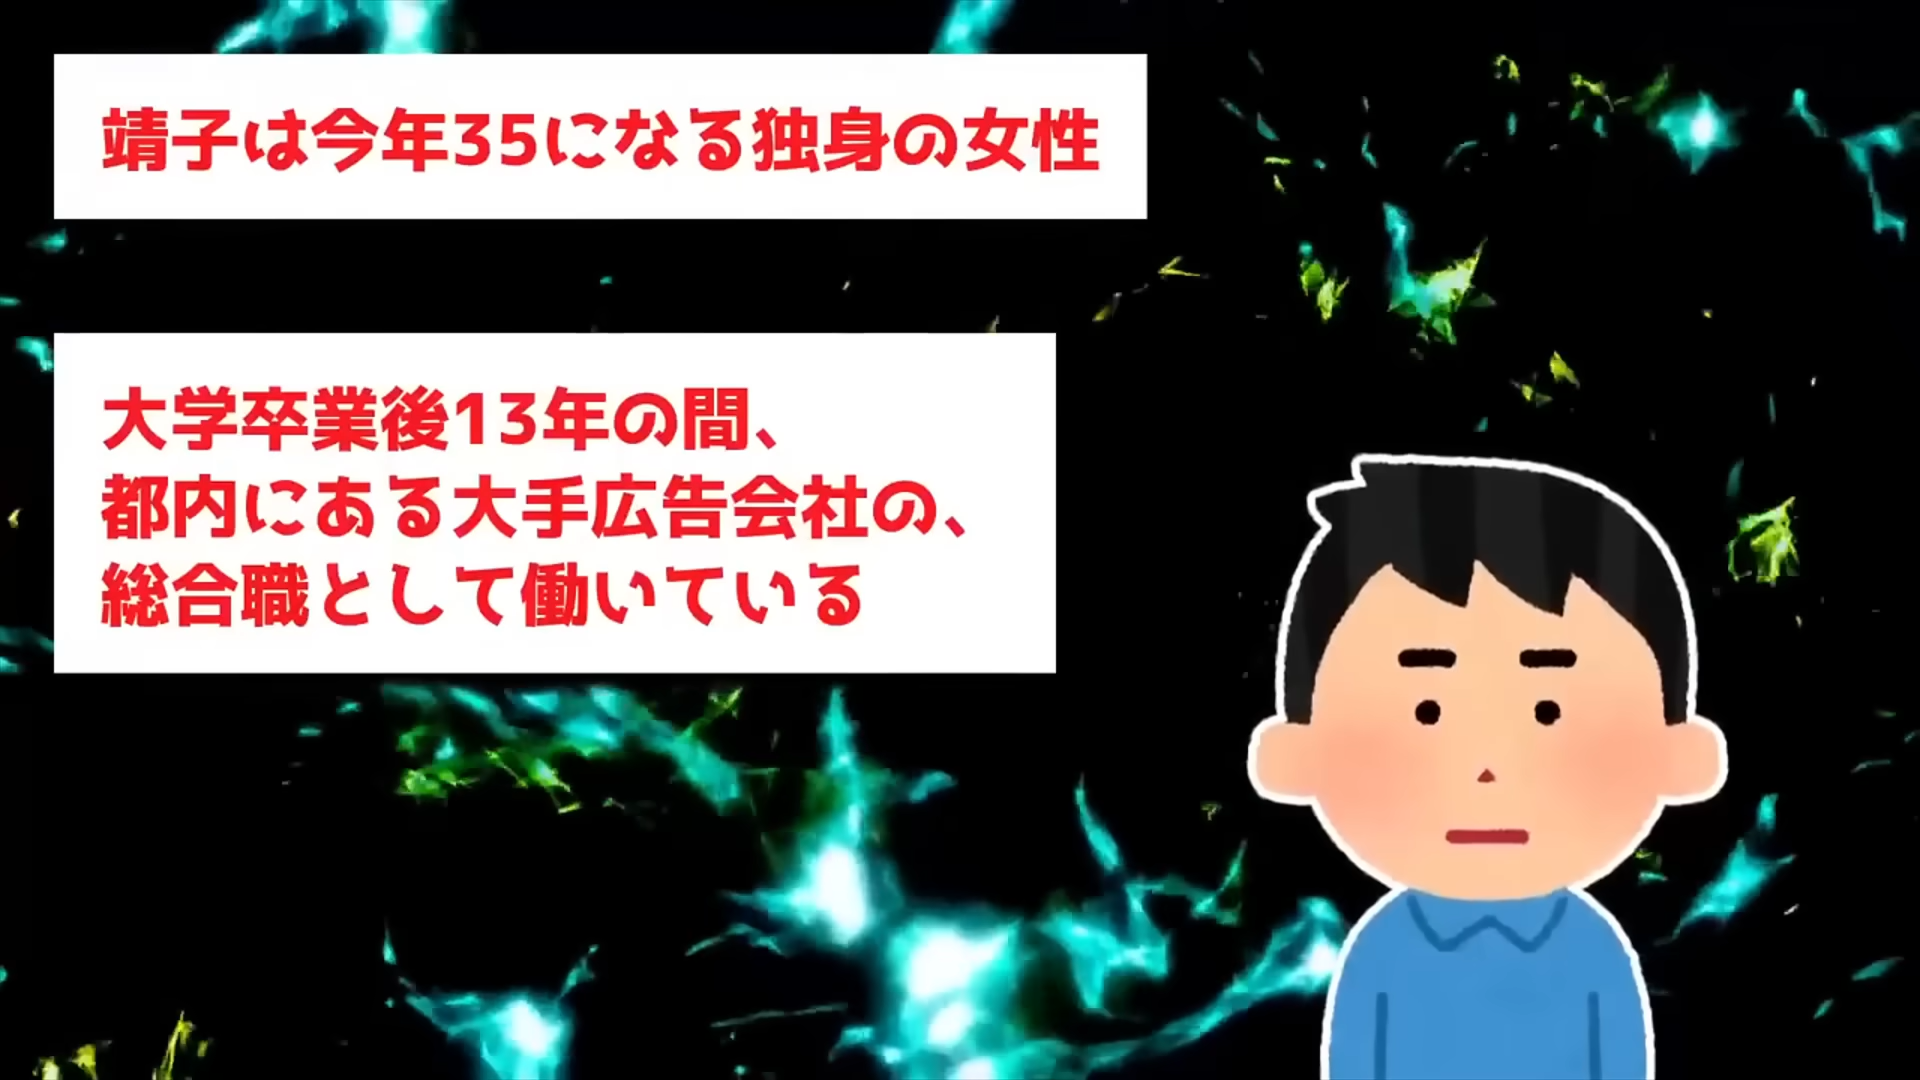 靖子は今年35になる独身の女性
大学卒業後13年の間、
都内にある大手広告会社の、
総合職として働いている